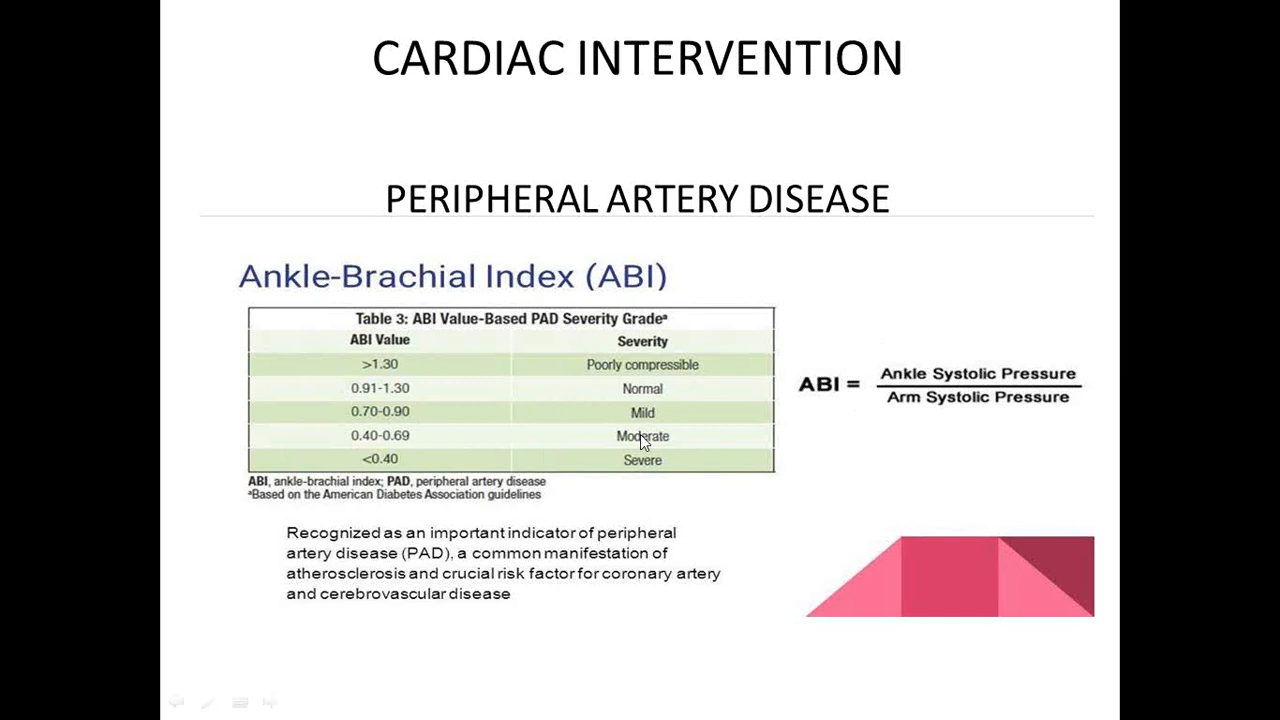 CARDIAC INTERVENTION
PERIPHERAL ARTERY DISEASE
Ankle-Brachial Index (ABI)
Table 3: ABI Value-Based PAD Severity Gradeᵃ
ABI Value Severity
>1.30 Poorly compressible
0.91-1.30 Normal
0.70-0.90 Mild
0.40-0.69 Moderate
<0.40 Severe
ABI, ankle-brachial index; PAD, peripheral artery disease
ᵃBased on the American Diabetes Association guidelines
ABI = Ankle Systolic Pressure
Arm Systolic Pressure
Recognized as an important indicator of peripheral
artery disease (PAD), a common manifestation of
atherosclerosis and crucial risk factor for coronary artery
and cerebrovascular disease